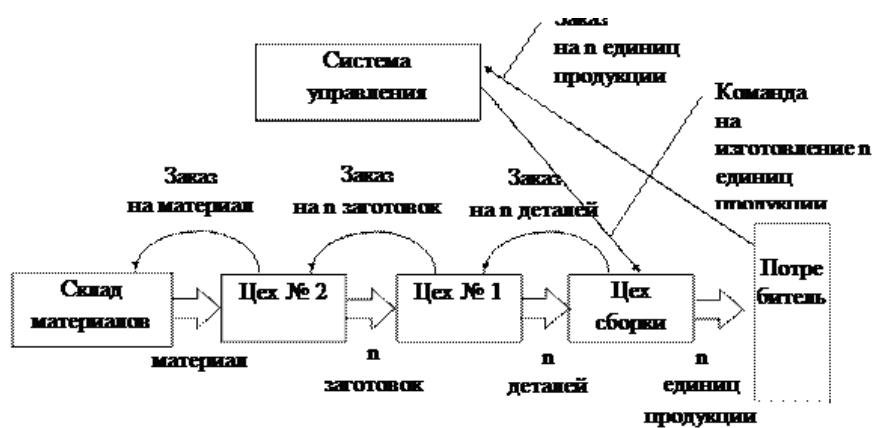 Заказ
на n единиц
продукции
Система
управления
Команда
на
изготовление n
единиц
продукции
Заказ
на материал
Заказ
на n заготовок
Заказ
на n деталей
Склад
материалов
Цех № 2
Цех № 1
Цех
сборки
Потре
битель
материал
n
заготовок
n
деталей
n
единиц
продукции